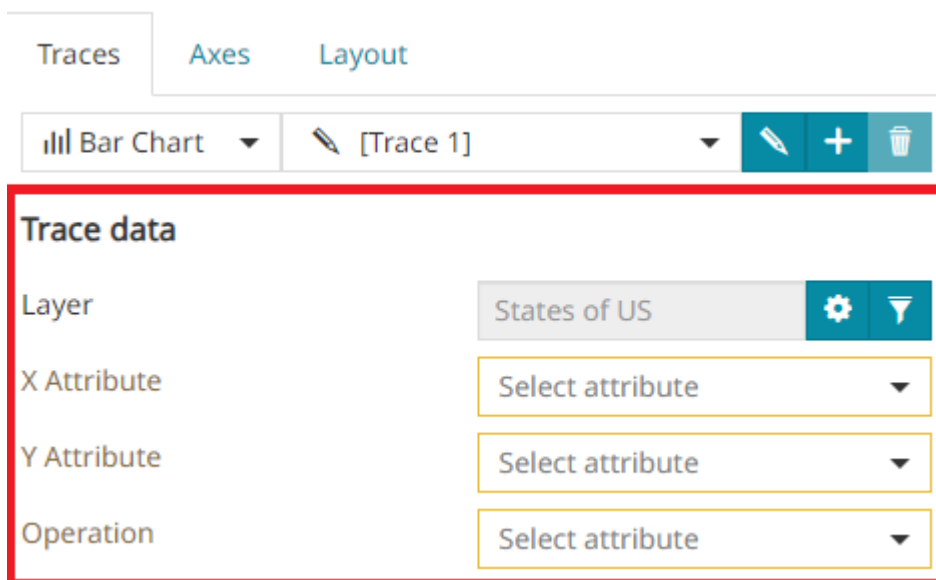 Traces Axes Layout
Bar Chart [Trace 1]
Trace data
Layer States of US
X Attribute Select attribute
Y Attribute Select attribute
Operation Select attribute